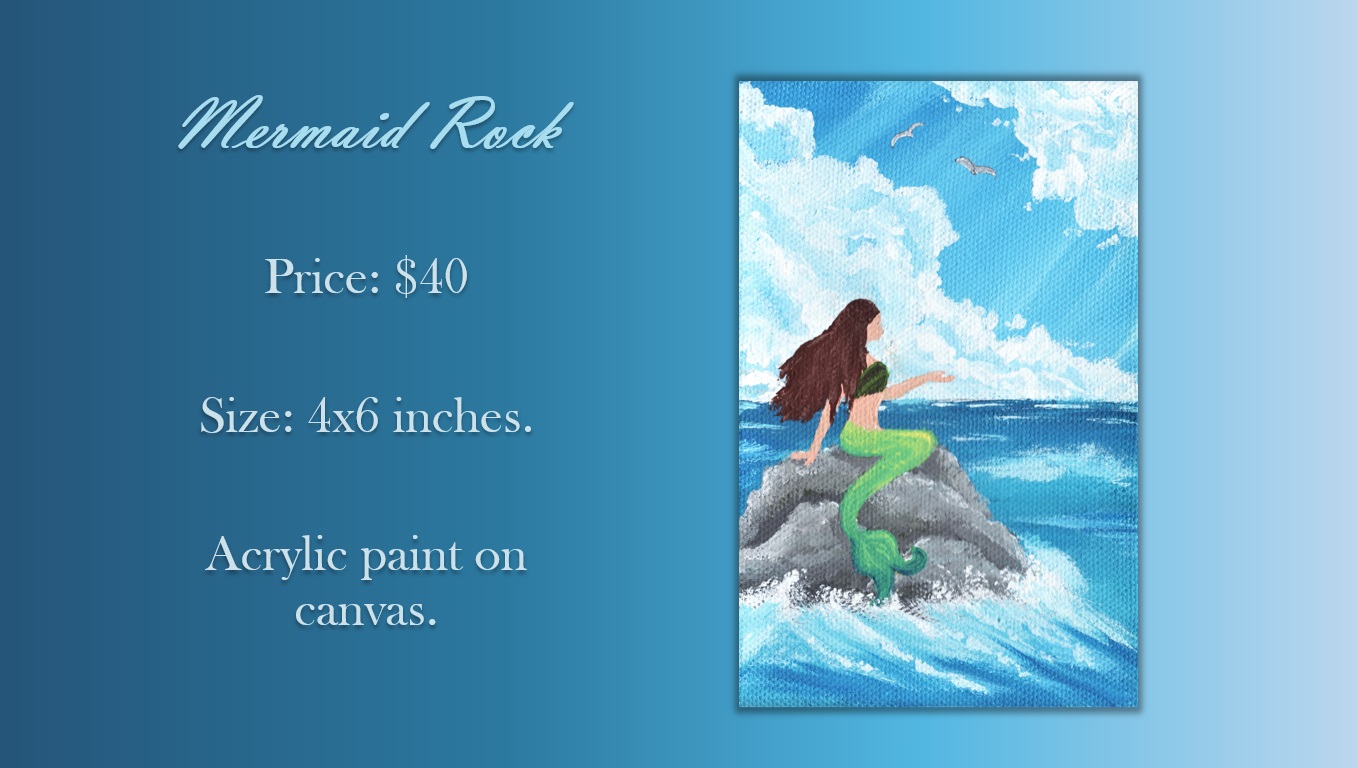 Mermaid Rock
Price: $40
Size: 4x6 inches.
Acrylic paint on
canvas.